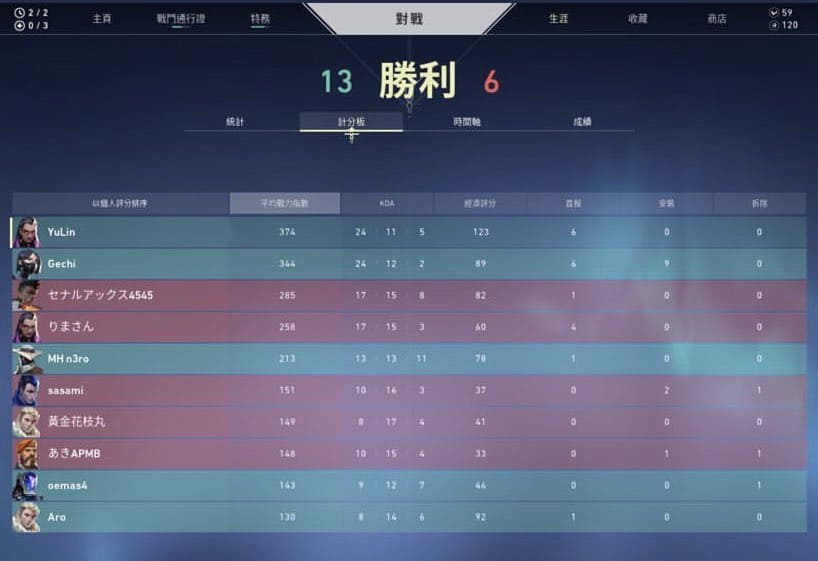 2 / 2 主頁 戰鬥通行證 特務 對戰 生涯 收藏 商店 59
0 / 3 120
13 勝利 6
統計 計分板 時間軸 成績
以個人評分排序 平均戰力指數 KDA 經濟評分 首殺 安裝 拆除
YuLin 374 24 11 5 123 6 0 0
Gechi 344 24 12 2 89 6 9 0
セナルアックス4545 285 17 15 8 82 1 0 0
りまさん 258 17 15 3 60 4 0 0
MH n3ro 213 13 13 11 78 1 0 0
sasami 151 10 16 3 37 0 2 1
黃金花枝丸 149 8 17 4 41 0 0 0
あきAPMB 148 10 15 4 33 0 1 1
oemas4 143 9 12 7 46 0 0 1
Aro 130 8 14 6 92 1 0 0